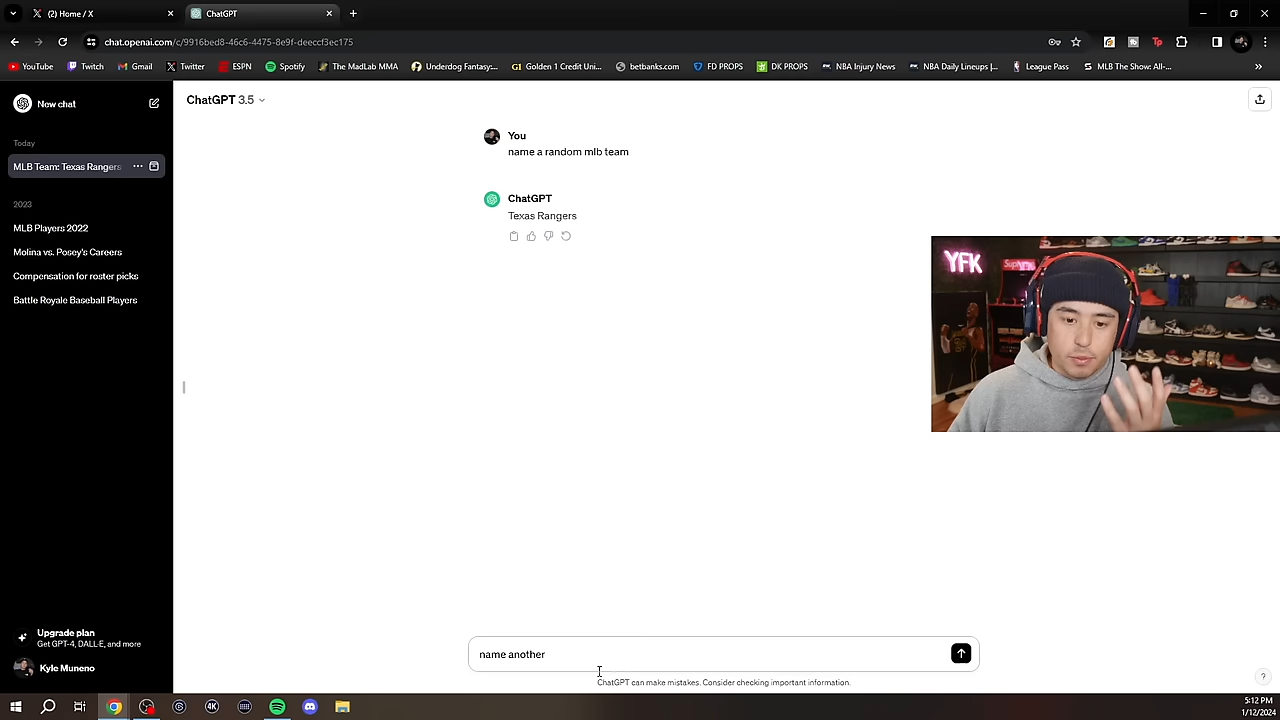 (2) Home / X
ChatGPT
chat.openai.com/c/9916bed8-46c6-4475-8e9f-deeccf3ec175
YouTube
Twitch
Gmail
Twitter
ESPN
Spotify
The MadLab MMA
Underdog Fantasy:...
Golden 1 Credit Uni...
betbanks.com
FD PROPS
DK PROPS
NBA Injury News
NBA Daily Lineups |...
League Pass
MLB The Show: All-...
New chat
ChatGPT 3.5
Today
MLB Team: Texas Rangers
2023
MLB Players 2022
Molina vs. Posey's Careers
Compensation for roster picks
Battle Royale Baseball Players
You
name a random mlb team
ChatGPT
Texas Rangers
YFK
name another
ChatGPT can make mistakes. Consider checking important information.
Upgrade plan
Get GPT-4, DALL·E, and more
Kyle Muneno
?
5:12 PM
1/12/2024